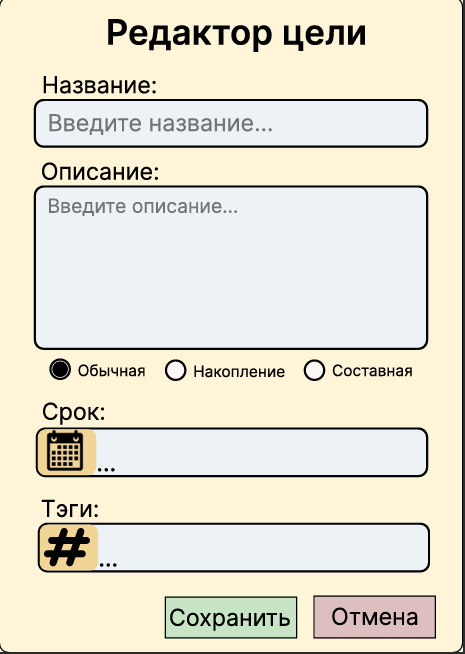 Редактор цели
Название:
Введите название...
Описание:
Введите описание...
Обычная Накопление Составная
Срок:
...
Тэги:
# ...
Сохранить Отмена